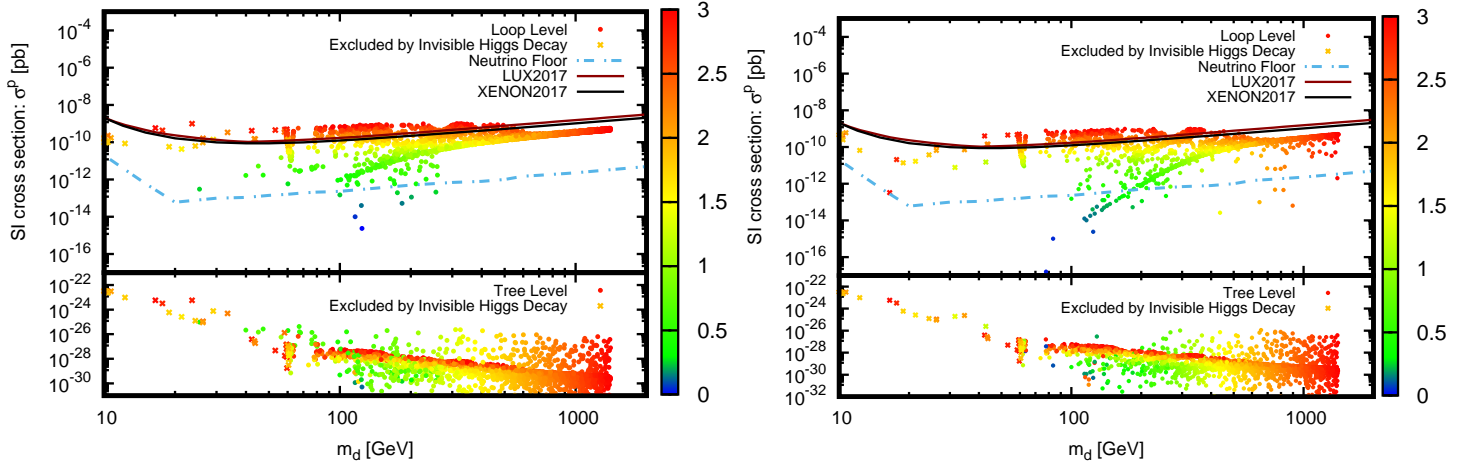 SI cross section: σᵖ [pb]
10⁻⁴
10⁻⁶
10⁻⁸
10⁻¹⁰
10⁻¹²
10⁻¹⁴
10⁻¹⁶
Loop Level
Excluded by Invisible Higgs Decay
Neutrino Floor
LUX2017
XENON2017
10⁻²²
10⁻²⁴
10⁻²⁶
10⁻²⁸
10⁻³⁰
Tree Level
Excluded by Invisible Higgs Decay
10 100 1000
m_d [GeV]
3
2.5
2
1.5
1
0.5
0
SI cross section: σᵖ [pb]
10⁻⁴
10⁻⁶
10⁻⁸
10⁻¹⁰
10⁻¹²
10⁻¹⁴
10⁻¹⁶
Loop Level
Excluded by Invisible Higgs Decay
Neutrino Floor
LUX2017
XENON2017
10⁻²²
10⁻²⁴
10⁻²⁶
10⁻²⁸
10⁻³⁰
10⁻³²
Tree Level
Excluded by Invisible Higgs Decay
10 100 1000
m_d [GeV]
3
2.5
2
1.5
1
0.5
0